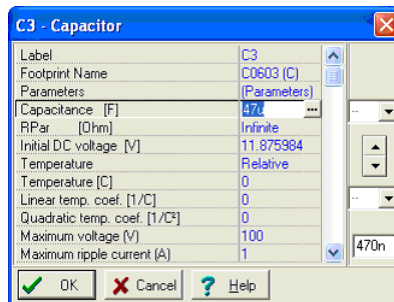 C3 - Capacitor
Label C3
Footprint Name C0603 (C)
Parameters (Parameters)
Capacitance [F] 47u ...
RPar [Ohm] Infinite
Initial DC voltage [V] 11.875984
Temperature Relative
Temperature [C] 0
Linear temp. coef. [1/C] 0
Quadratic temp. coef. [1/C²] 0
Maximum voltage (V) 100
Maximum ripple current (A) 1
--
--
470n
OK Cancel ? Help